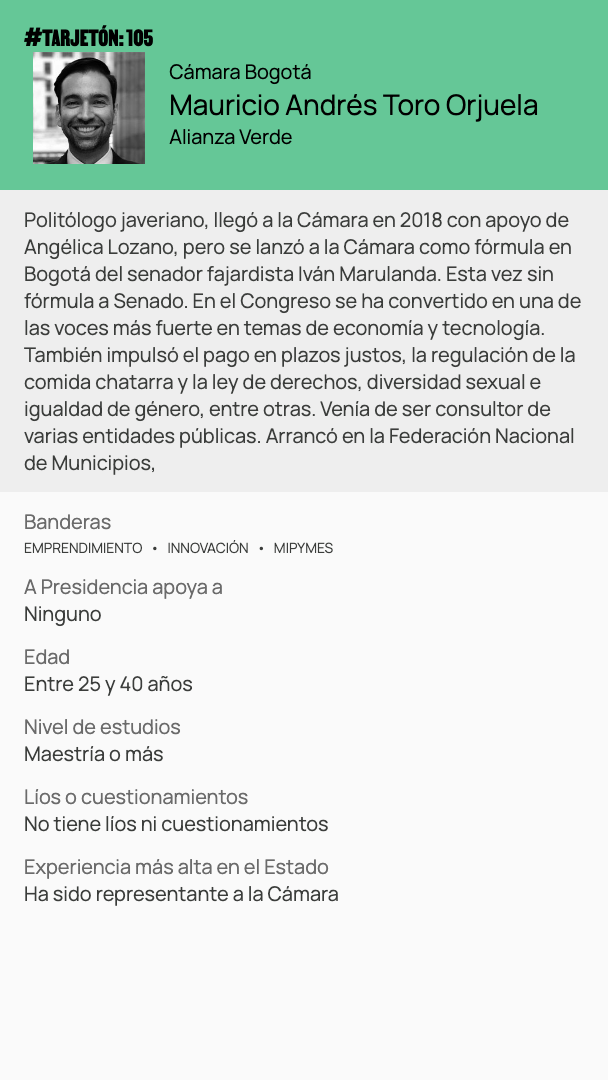 #TARJETÓN: 105
Cámara Bogotá
Mauricio Andrés Toro Orjuela
Alianza Verde
Politólogo javeriano, llegó a la Cámara en 2018 con apoyo de
Angélica Lozano, pero se lanzó a la Cámara como fórmula en
Bogotá del senador fajardista Iván Marulanda. Esta vez sin
fórmula a Senado. En el Congreso se ha convertido en una de
las voces más fuerte en temas de economía y tecnología.
También impulsó el pago en plazos justos, la regulación de la
comida chatarra y la ley de derechos, diversidad sexual e
igualdad de género, entre otras. Venía de ser consultor de
varias entidades públicas. Arrancó en la Federación Nacional
de Municipios,
Banderas
EMPRENDIMIENTO • INNOVACIÓN • MIPYMES
A Presidencia apoya a
Ninguno
Edad
Entre 25 y 40 años
Nivel de estudios
Maestría o más
Líos o cuestionamientos
No tiene líos ni cuestionamientos
Experiencia más alta en el Estado
Ha sido representante a la Cámara